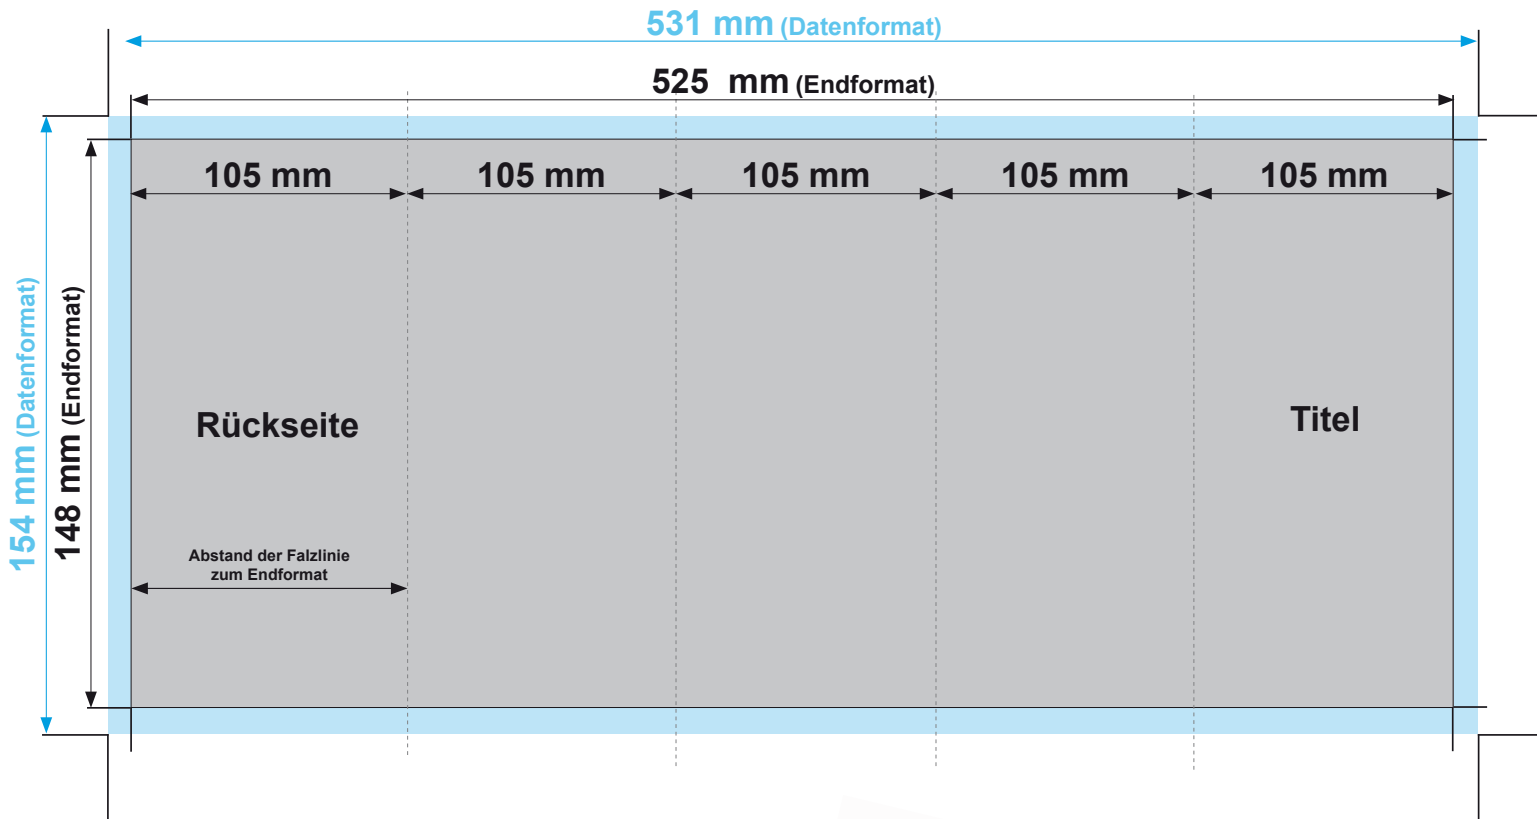 531 mm (Datenformat)
525 mm (Endformat)
105 mm 105 mm 105 mm 105 mm 105 mm
154 mm (Datenformat)
148 mm (Endformat)
Rückseite
Titel
Abstand der Falzlinie
zum Endformat